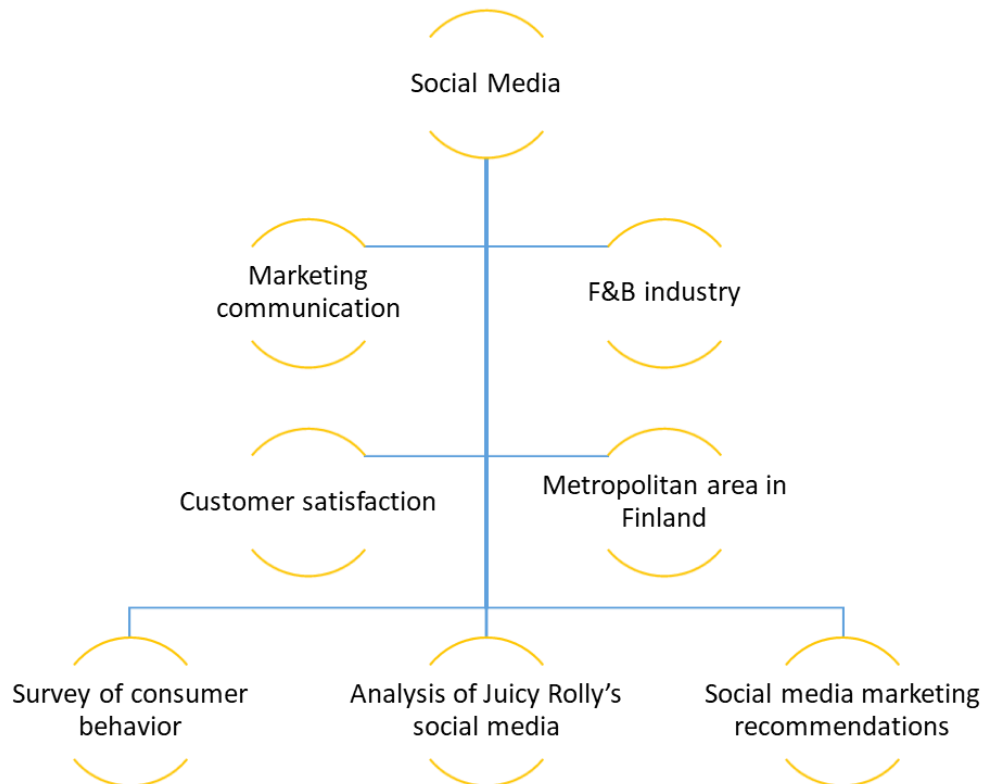 Social Media
Marketing
communication
F&B industry
Customer satisfaction
Metropolitan area in
Finland
Survey of consumer
behavior
Analysis of Juicy Rolly’s
social media
Social media marketing
recommendations